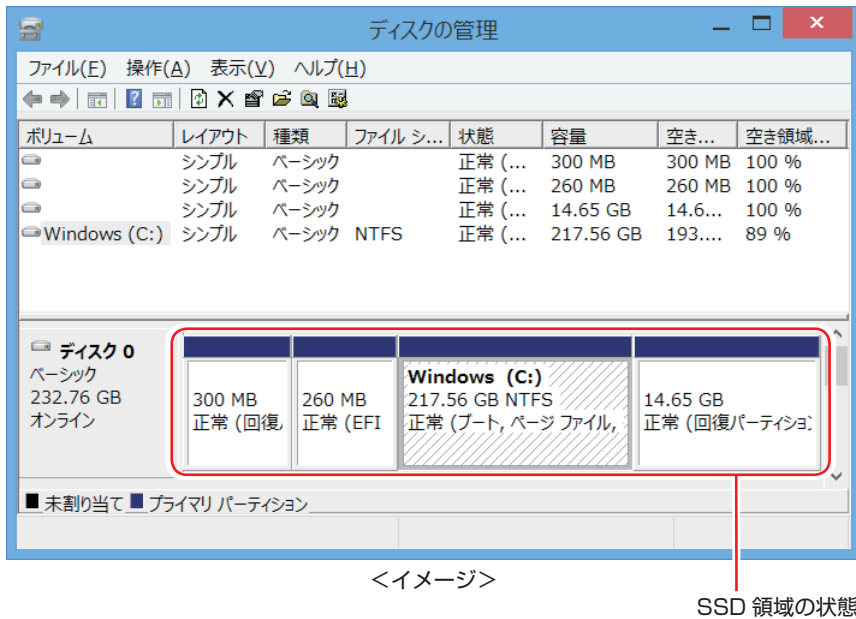 ディスクの管理
ファイル(F) 操作(A) 表示(V) ヘルプ(H)
ボリューム レイアウト 種類 ファイル シ... 状態 容量 空き... 空き領域...
シンプル ベーシック 正常 (... 300 MB 300 MB 100 %
シンプル ベーシック 正常 (... 260 MB 260 MB 100 %
シンプル ベーシック 正常 (... 14.65 GB 14.6... 100 %
Windows (C:) シンプル ベーシック NTFS 正常 (... 217.56 GB 193.... 89 %
ディスク 0
ベーシック
232.76 GB
オンライン
300 MB
正常 (回復
260 MB
正常 (EFI
Windows (C:)
217.56 GB NTFS
正常 (ブート, ページ ファイル,
14.65 GB
正常 (回復パーティション
未割り当て プライマリ パーティション
<イメージ>
SSD 領域の状態